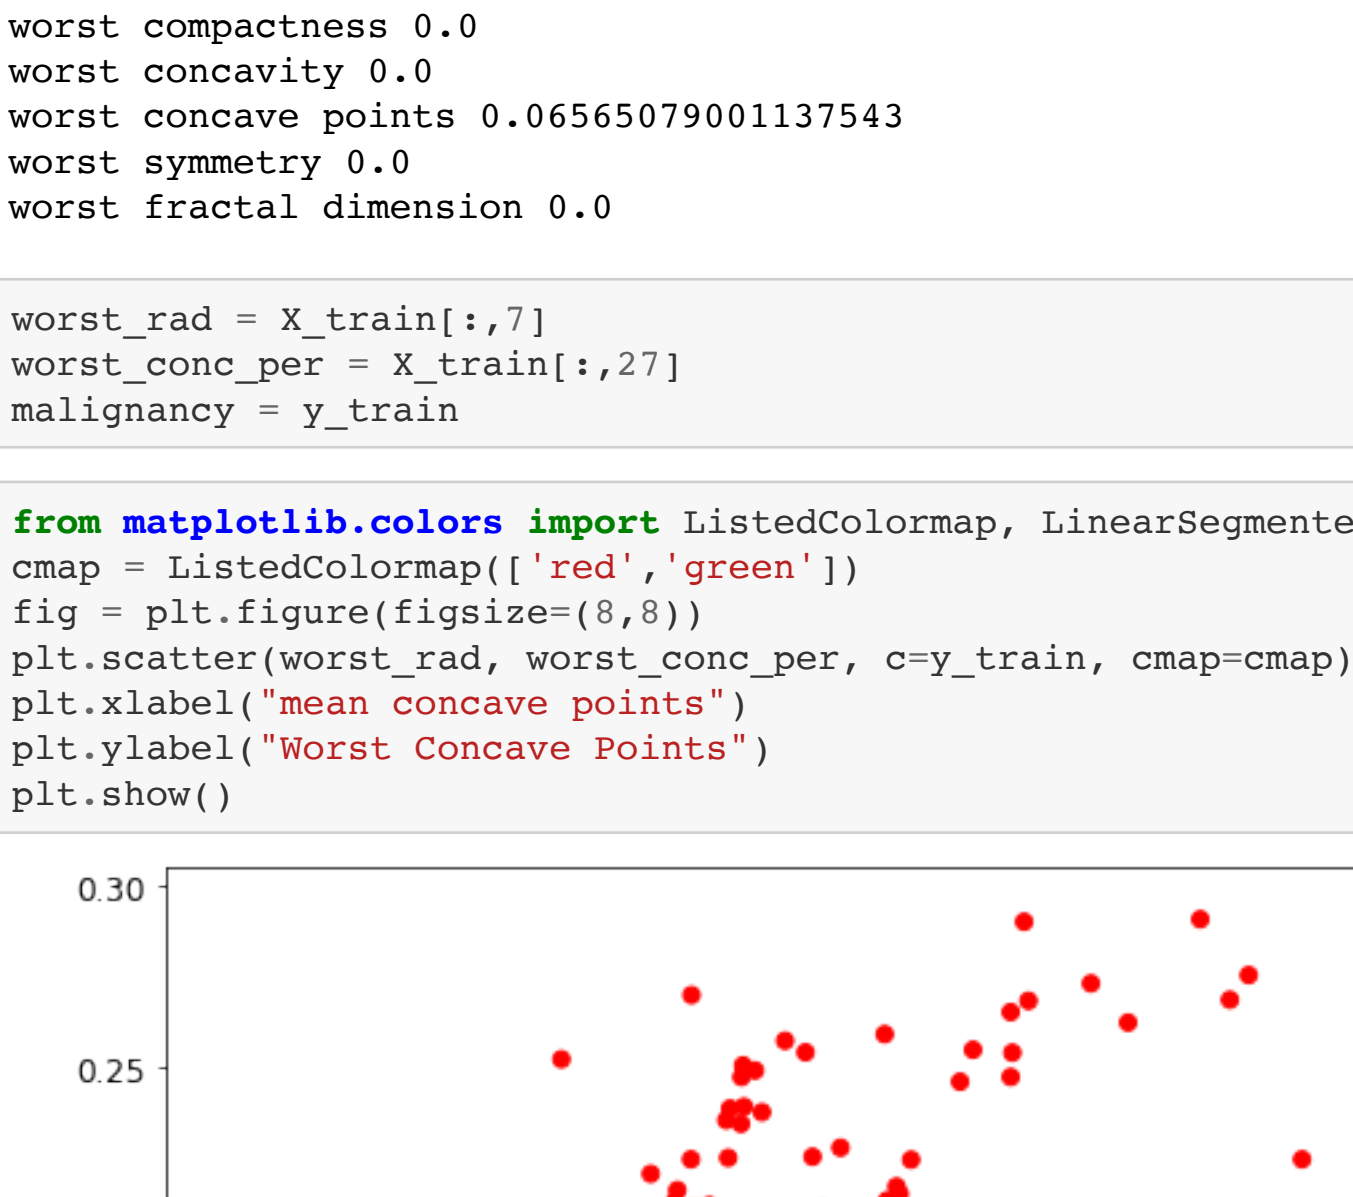 worst compactness 0.0
worst concavity 0.0
worst concave points 0.06565079001137543
worst symmetry 0.0
worst fractal dimension 0.0
worst_rad = X_train[:,7]
worst_conc_per = X_train[:,27]
malignancy = y_train
from matplotlib.colors import ListedColormap, LinearSegmente
cmap = ListedColormap(['red','green'])
fig = plt.figure(figsize=(8,8))
plt.scatter(worst_rad, worst_conc_per, c=y_train, cmap=cmap)
plt.xlabel("mean concave points")
plt.ylabel("Worst Concave Points")
plt.show()
0.30
0.25